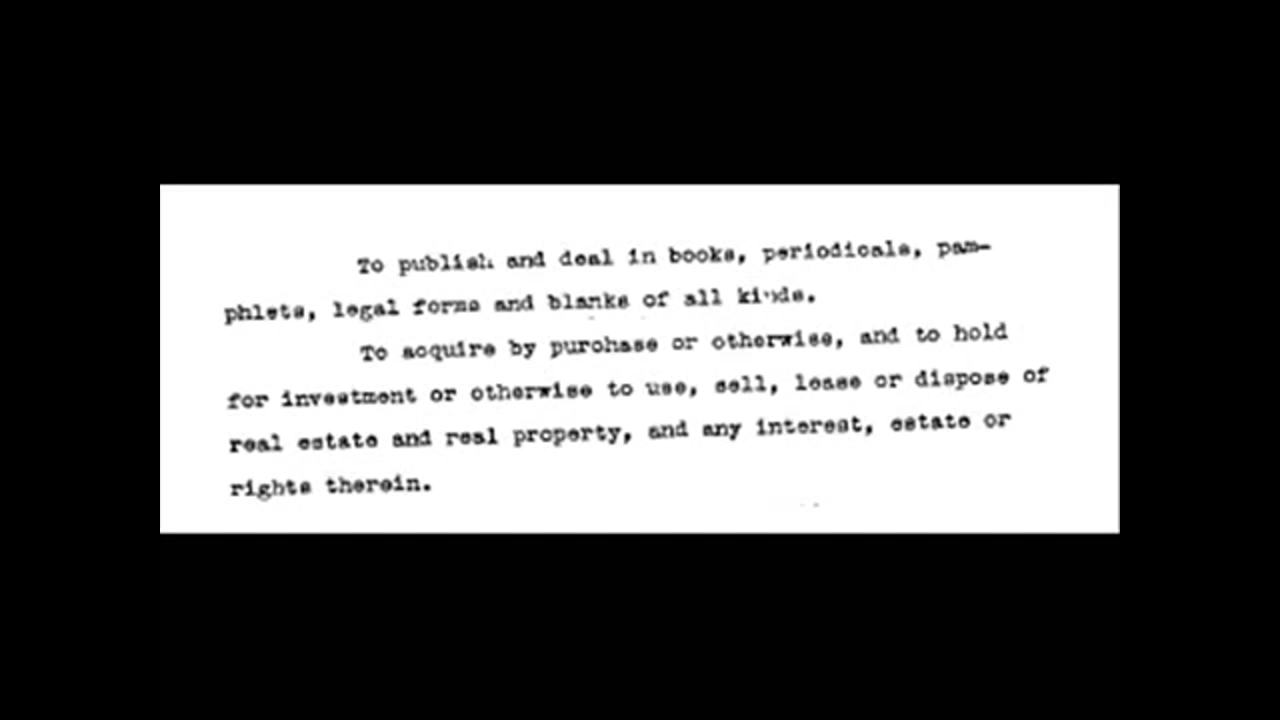 To publish and deal in books, periodicals, pam-
phlets, legal forms and blanks of all kinds.
To acquire by purchase or otherwise, and to hold
for investment or otherwise to use, sell, lease or dispose of
real estate and real property, and any interest, estate or
rights therein.